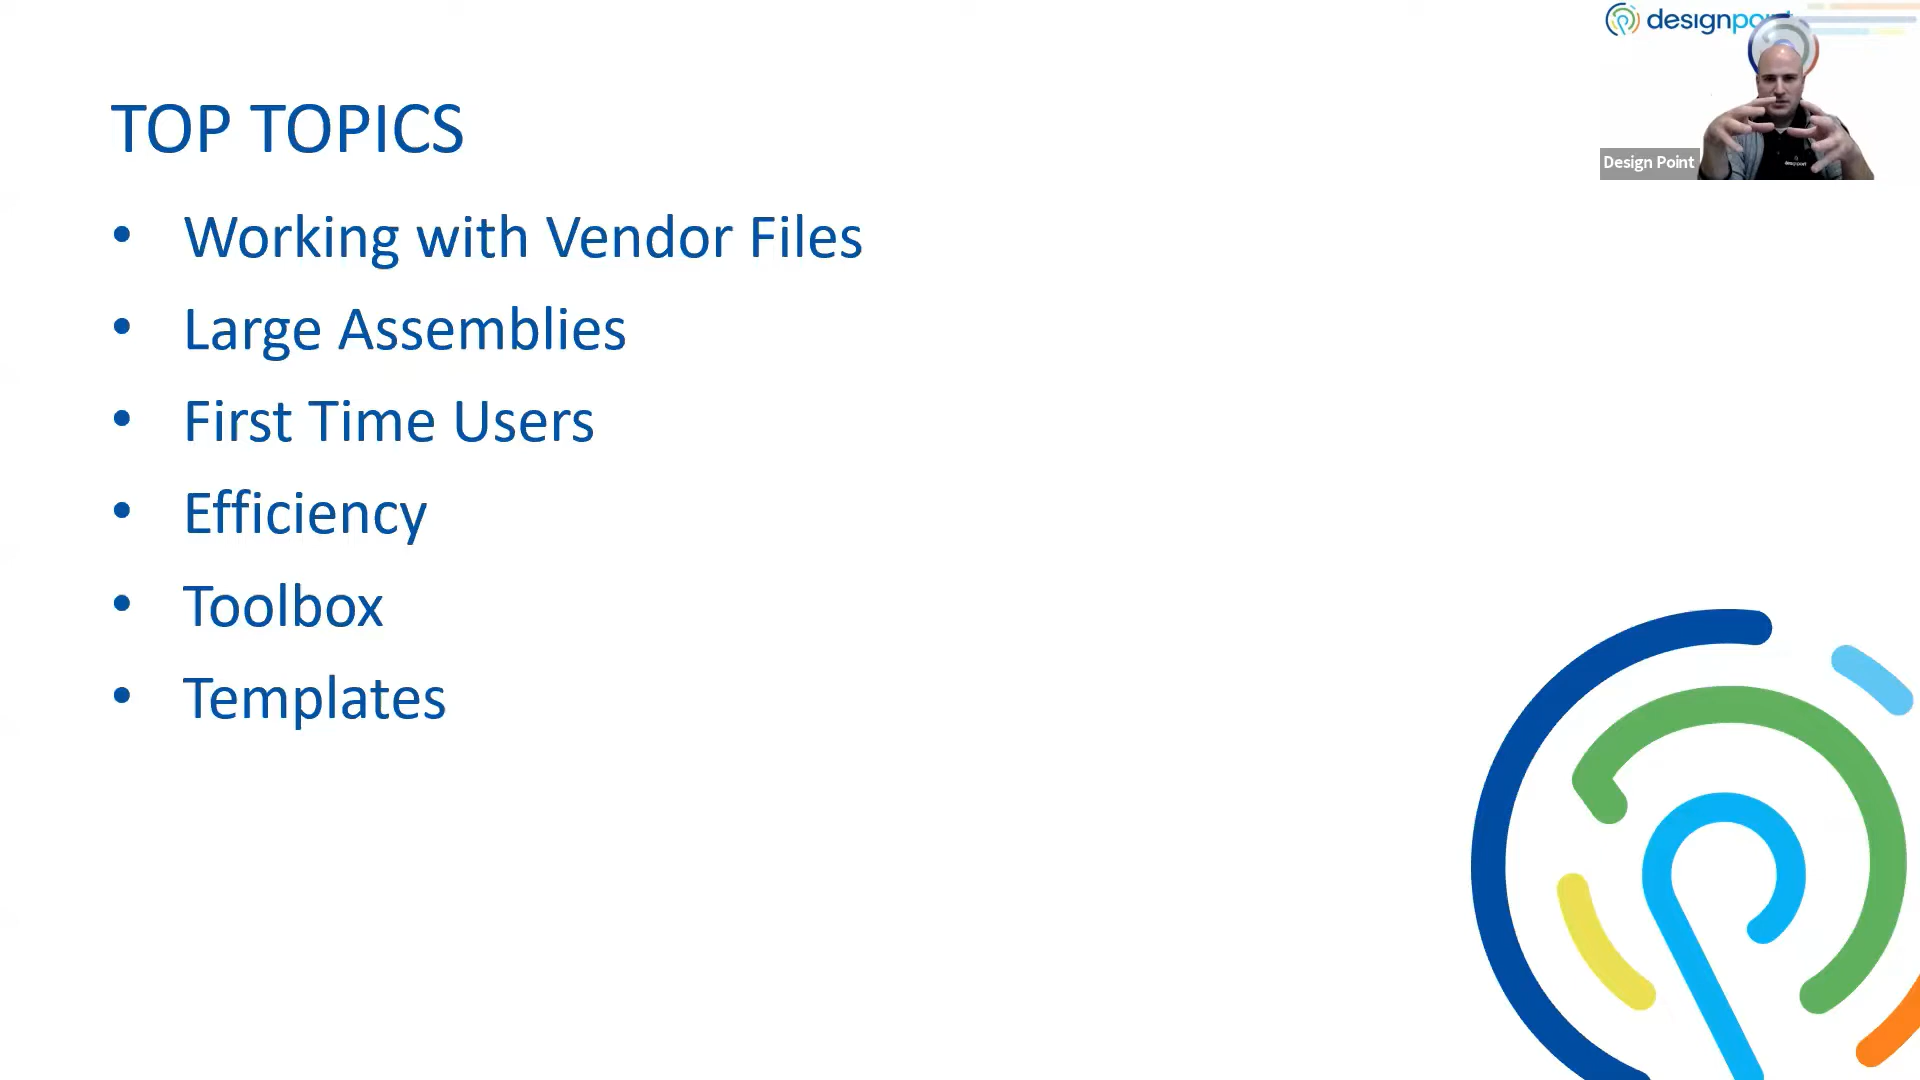 designpoint
Design Point
TOP TOPICS
• Working with Vendor Files
• Large Assemblies
• First Time Users
• Efficiency
• Toolbox
• Templates